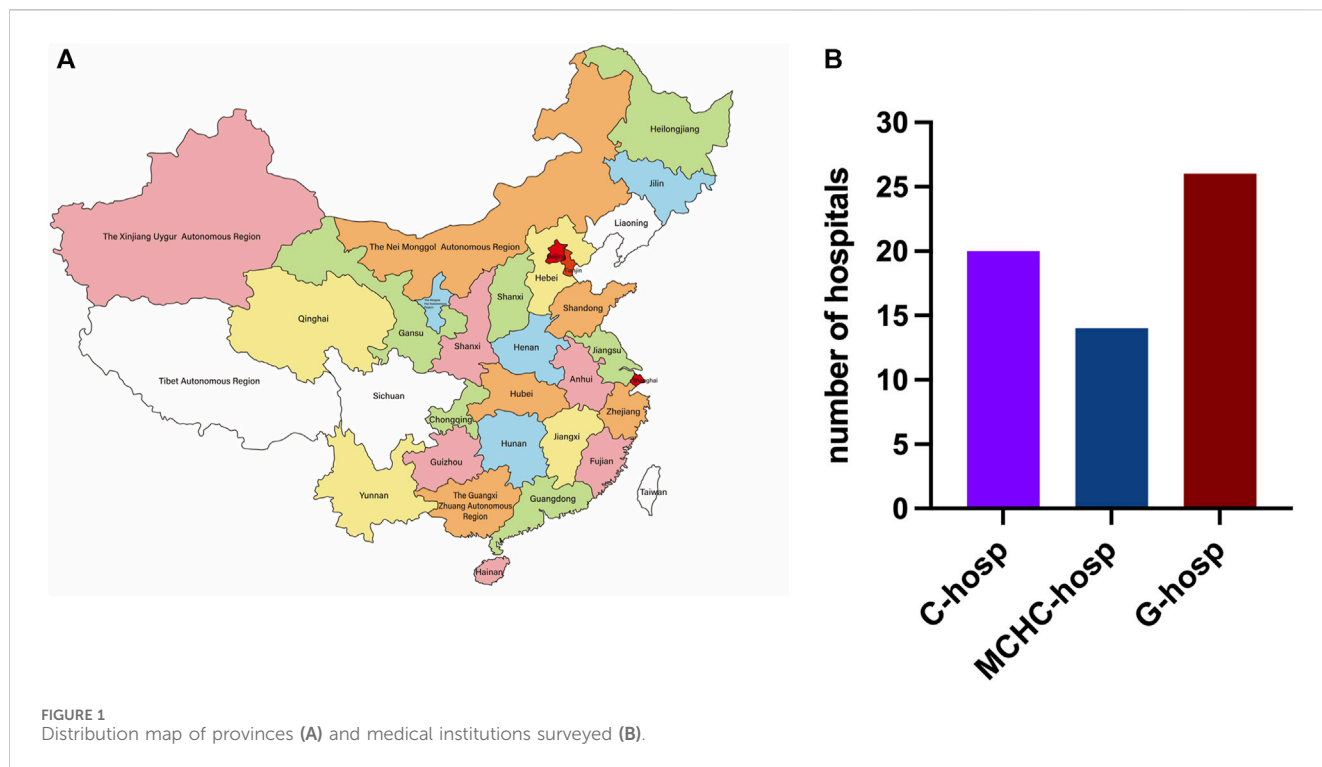 A
Heilongjiang
Jilin
Liaoning
The Xinjiang Uygur Autonomous Region
The Nei Monggol Autonomous Region
Beijing
Tianjin
Hebei
Shanxi
Shandong
Qinghai
Gansu
Shanxi
Henan
Jiangsu
Tibet Autonomous Region
Sichuan
Anhui
Shanghai
Hubei
Zhejiang
Chongqing
Hunan
Jiangxi
Guizhou
Fujian
Yunnan
The Guangxi
Zhuang Autonomous
Region
Guangdong
Taiwan
Hainan
B
number of hospitals
30
25
20
15
10
5
0
C-hosp
MCHC-hosp
G-hosp
FIGURE 1
Distribution map of provinces (A) and medical institutions surveyed (B).